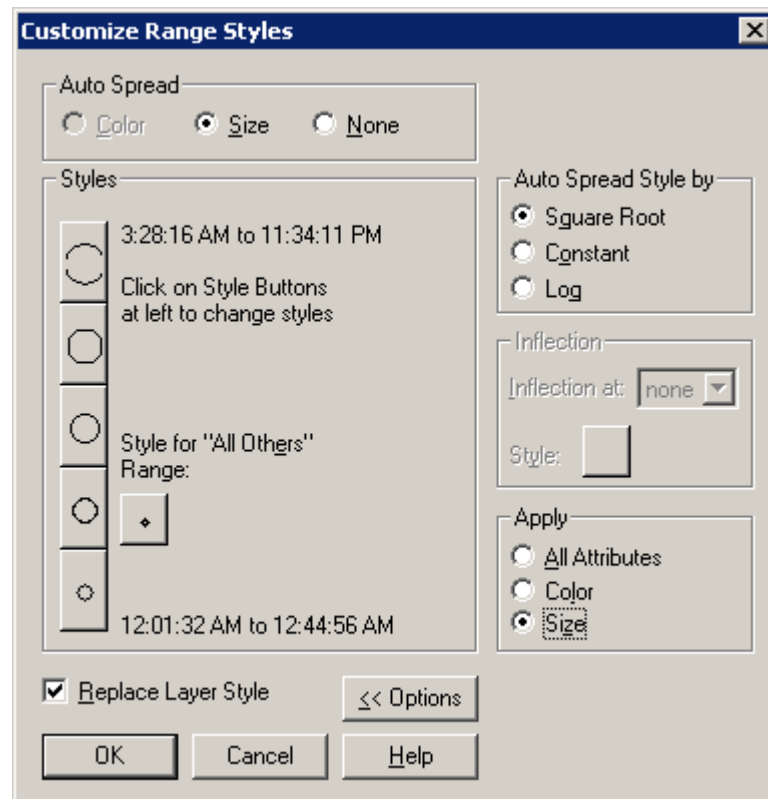 Customize Range Styles
Auto Spread
Color Size None
Styles
3:28:16 AM to 11:34:11 PM
Click on Style Buttons
at left to change styles
Style for "All Others"
Range:
12:01:32 AM to 12:44:56 AM
Auto Spread Style by
Square Root
Constant
Log
Inflection
Inflection at: none
Style:
Apply
All Attributes
Color
Size
Replace Layer Style
<< Options
OK Cancel Help